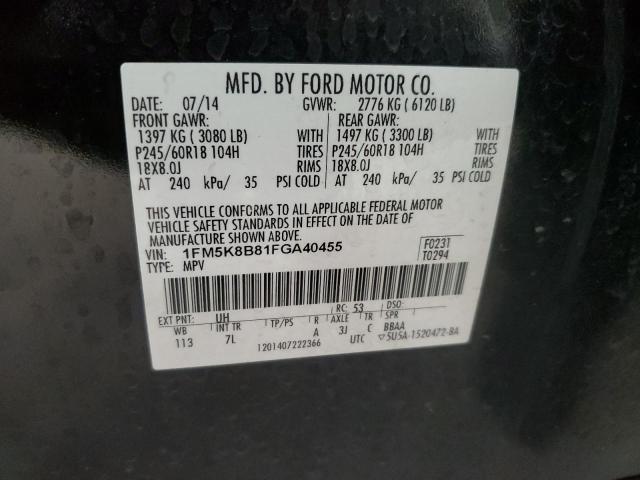 MFD. BY FORD MOTOR CO.
DATE: 07/14 GVWR: 2776 KG ( 6120 LB)
FRONT GAWR: REAR GAWR:
1397 KG ( 3080 LB) WITH 1497 KG ( 3300 LB) WITH
P245/60R18 104H TIRES P245/60R18 104H TIRES
18X8.0J RIMS 18X8.0J RIMS
AT 240 kPa/ 35 PSI COLD AT 240 kPa/ 35 PSI COLD
THIS VEHICLE CONFORMS TO ALL APPLICABLE FEDERAL MOTOR
VEHICLE SAFETY STANDARDS IN EFFECT ON THE DATE OF
MANUFACTURE SHOWN ABOVE.
VIN: 1FM5K8B81FGA40455 F0231
TYPE: MPV T0294
EXT PNT: UH RC: 53 DSO:
WB INT TR TP/PS R AXLE TR SPR
113 7L A 3J C BBAA
1201407222366 UTC ▽5U5A-1520472-BA